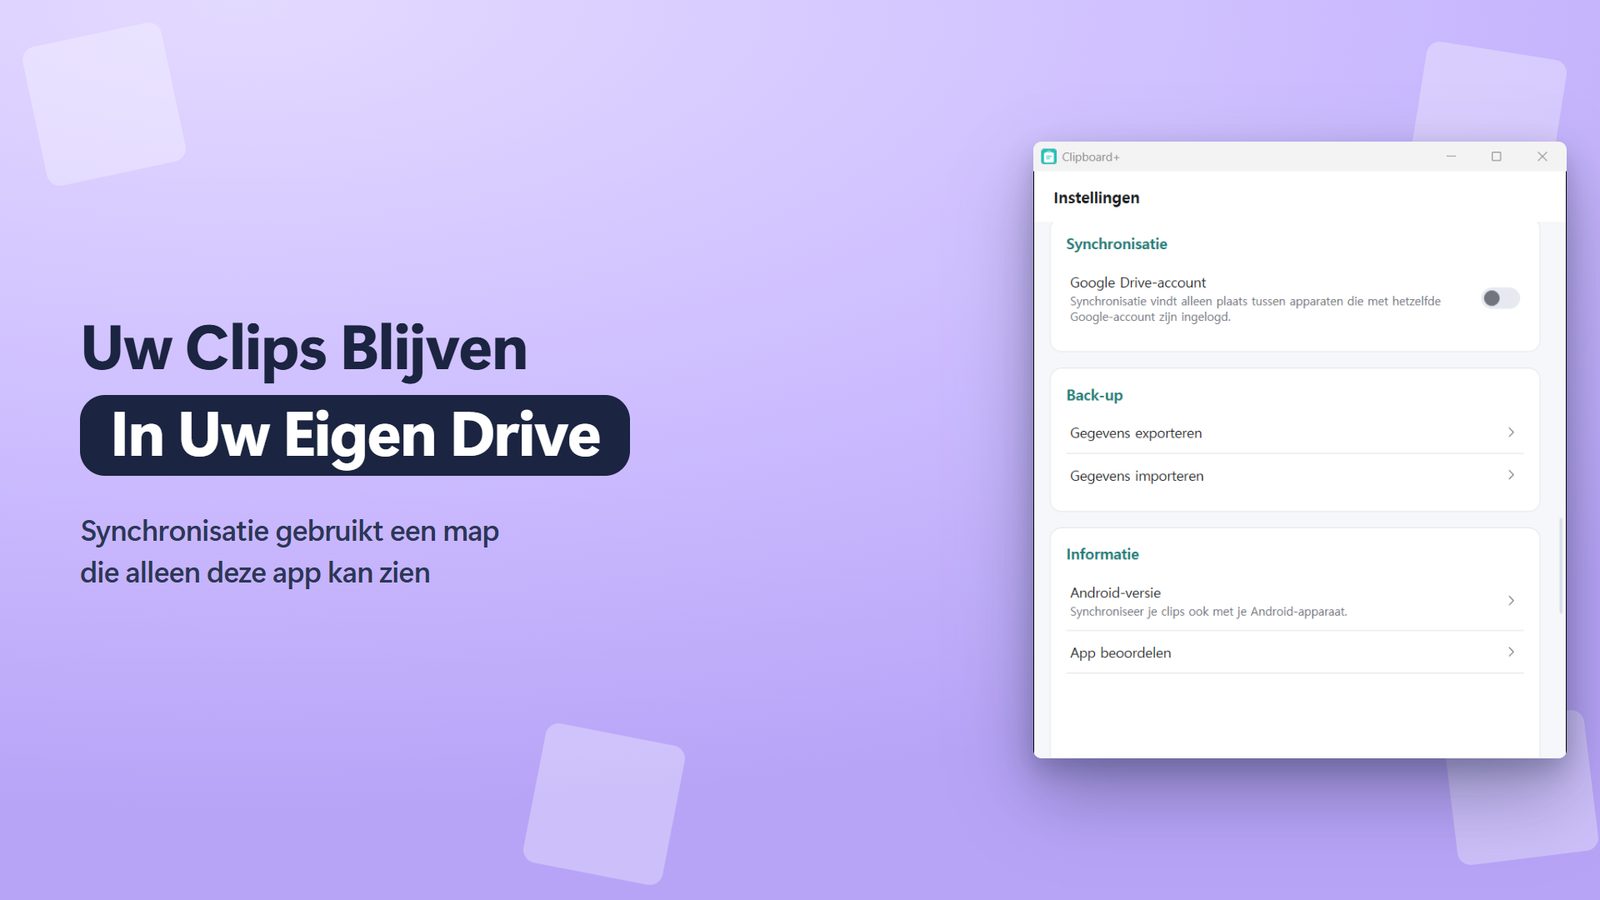 Uw Clips Blijven
In Uw Eigen Drive
Synchronisatie gebruikt een map
die alleen deze app kan zien
Clipboard+
Instellingen
Synchronisatie
Google Drive-account
Synchronisatie vindt alleen plaats tussen apparaten die met hetzelfde
Google-account zijn ingelogd.
Back-up
Gegevens exporteren
Gegevens importeren
Informatie
Android-versie
Synchroniseer je clips ook met je Android-apparaat.
App beoordelen